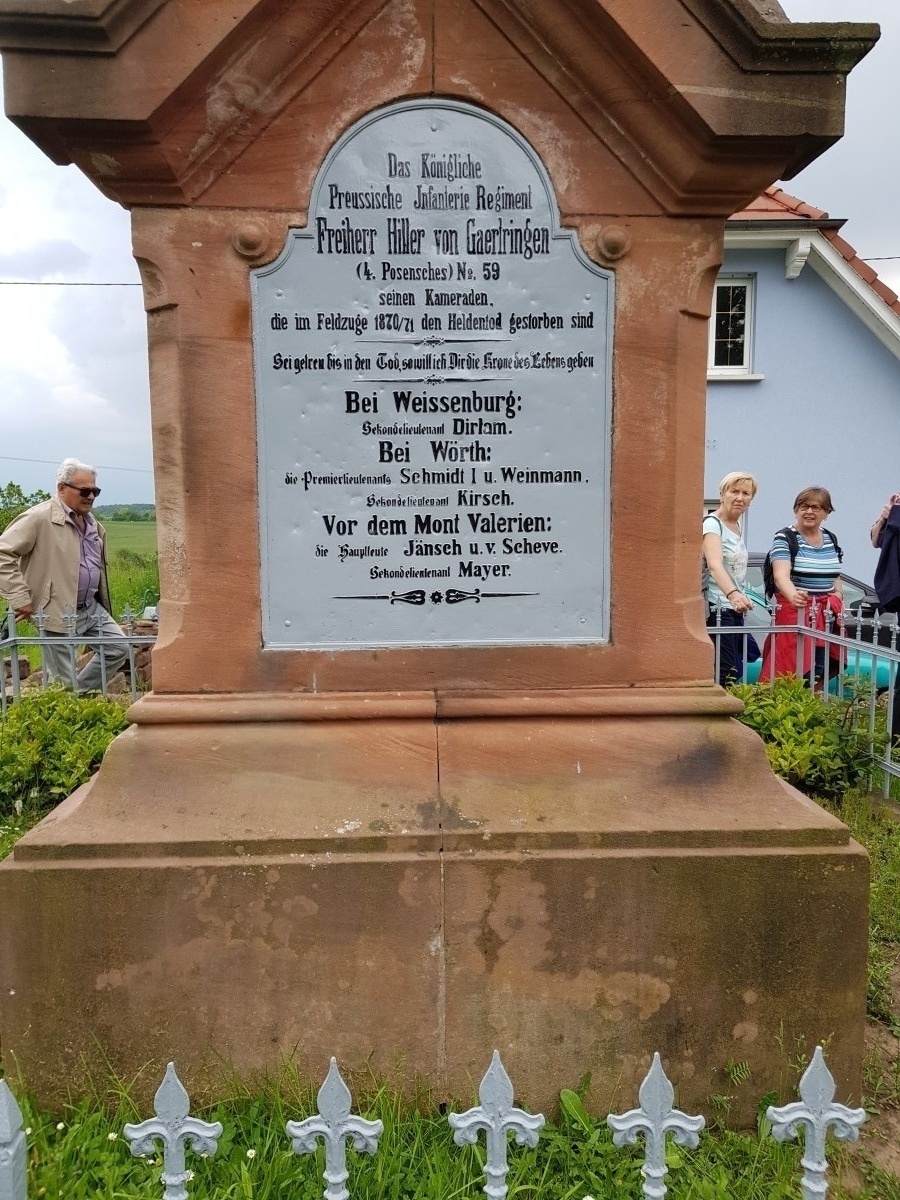 Das Königliche
Preussische Jnfanterie Regiment
Freiherr Hiller von Gaertringen
(4. Posensches) No. 59
seinen Kameraden,
die im Feldzuge 1870/71 den Heldentod gestorben sind
Sei getreu bis in den Tod, so will ich Dir die Krone des Lebens geben
Bei Weissenburg:
Sekondelieutenant Dirlam.
Bei Wörth:
die Premierlieutenants Schmidt I u. Weinmann,
Sekondelieutenant Kirsch.
Vor dem Mont Valerien:
die Hauptleute Jänsch u. v. Scheve.
Sekondelieutenant Mayer.